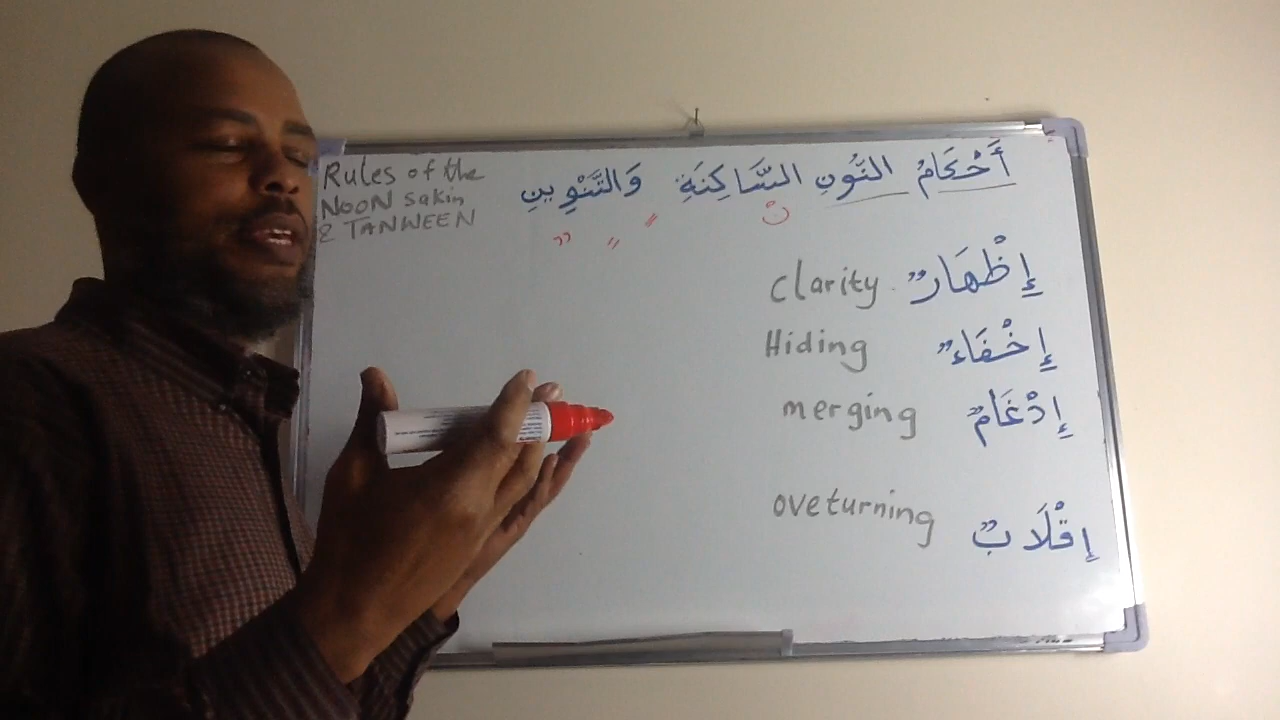 أَحْكَامُ النُّونِ السَّاكِنَةِ وَالتَّنْوِينِ
Rules of the
NOON sakin
& TANWEEN
نْ
إِظْهَارٌ clarity
إِخْفَاءٌ Hiding
إِدْغَامٌ merging
إِقْلَابٌ oveturning